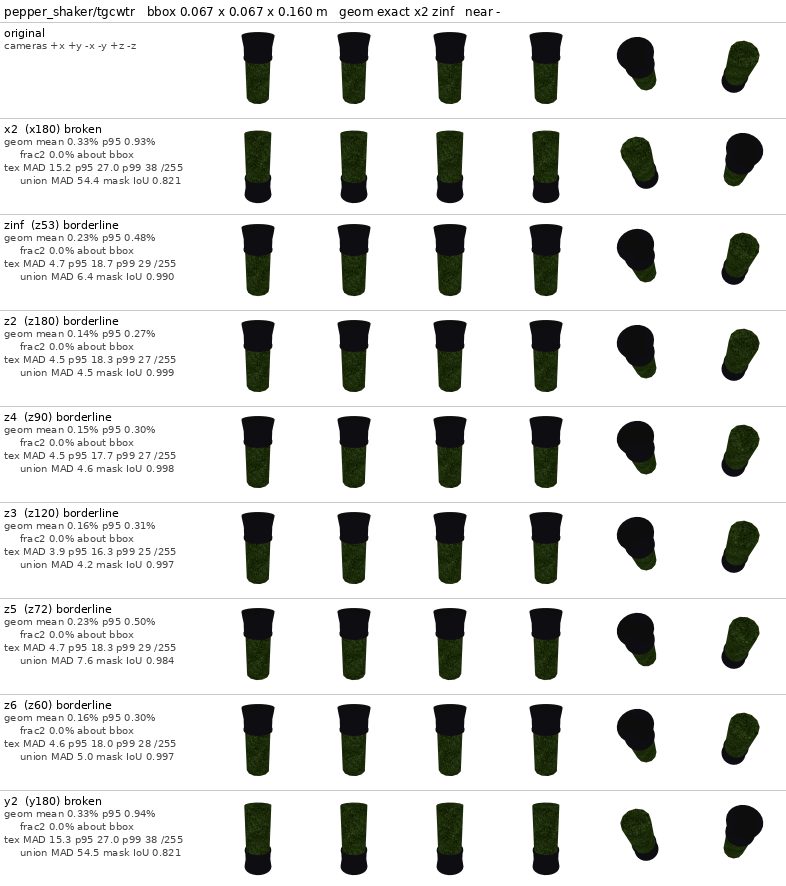 pepper_shaker/tgcwtr bbox 0.067 x 0.067 x 0.160 m geom exact x2 zinf near -
original
cameras +x +y -x -y +z -z
x2 (x180) broken
geom mean 0.33% p95 0.93%
frac2 0.0% about bbox
tex MAD 15.2 p95 27.0 p99 38 /255
union MAD 54.4 mask IoU 0.821
zinf (z53) borderline
geom mean 0.23% p95 0.48%
frac2 0.0% about bbox
tex MAD 4.7 p95 18.7 p99 29 /255
union MAD 6.4 mask IoU 0.990
z2 (z180) borderline
geom mean 0.14% p95 0.27%
frac2 0.0% about bbox
tex MAD 4.5 p95 18.3 p99 27 /255
union MAD 4.5 mask IoU 0.999
z4 (z90) borderline
geom mean 0.15% p95 0.30%
frac2 0.0% about bbox
tex MAD 4.5 p95 17.7 p99 27 /255
union MAD 4.6 mask IoU 0.998
z3 (z120) borderline
geom mean 0.16% p95 0.31%
frac2 0.0% about bbox
tex MAD 3.9 p95 16.3 p99 25 /255
union MAD 4.2 mask IoU 0.997
z5 (z72) borderline
geom mean 0.23% p95 0.50%
frac2 0.0% about bbox
tex MAD 4.7 p95 18.3 p99 29 /255
union MAD 7.6 mask IoU 0.984
z6 (z60) borderline
geom mean 0.16% p95 0.30%
frac2 0.0% about bbox
tex MAD 4.6 p95 18.0 p99 28 /255
union MAD 5.0 mask IoU 0.997
y2 (y180) broken
geom mean 0.33% p95 0.94%
frac2 0.0% about bbox
tex MAD 15.3 p95 27.0 p99 38 /255
union MAD 54.5 mask IoU 0.821